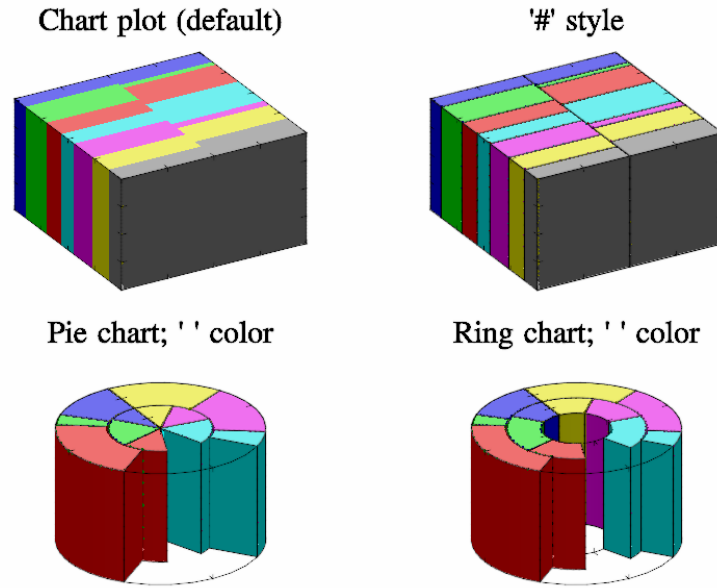 Chart plot (default)
'#' style
Pie chart; ' ' color
Ring chart; ' ' color